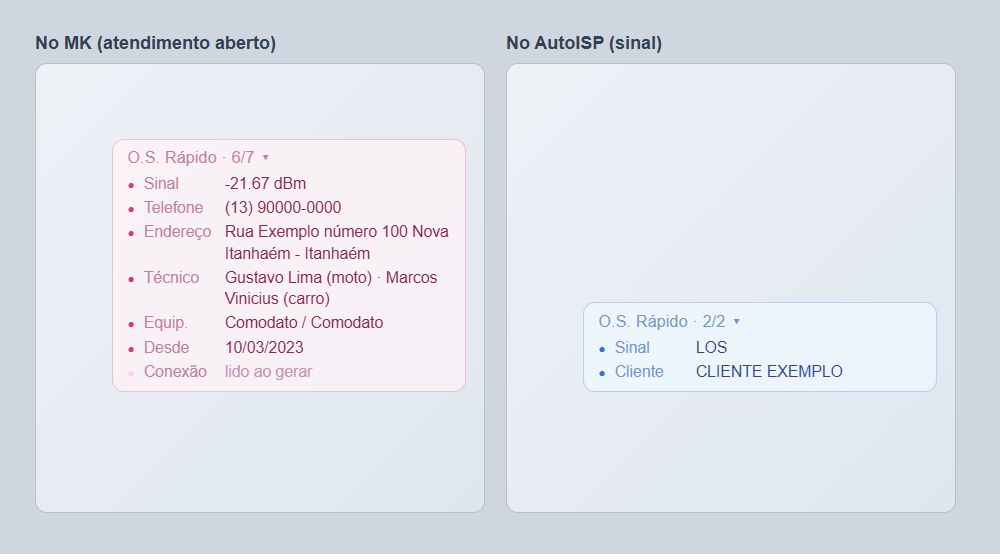 No MK (atendimento aberto)
O.S. Rápido · 6/7 ▾
Sinal -21.67 dBm
Telefone (13) 90000-0000
Endereço Rua Exemplo número 100 Nova
Itanhaém - Itanhaém
Técnico Gustavo Lima (moto) · Marcos
Vinicius (carro)
Equip. Comodato / Comodato
Desde 10/03/2023
Conexão lido ao gerar
No AutoISP (sinal)
O.S. Rápido · 2/2 ▾
Sinal LOS
Cliente CLIENTE EXEMPLO